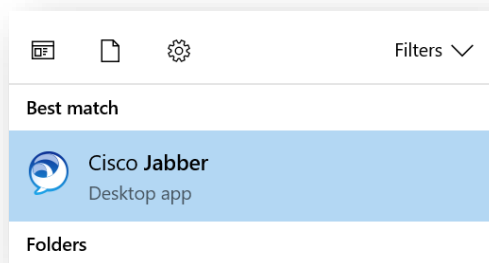 Filters
Best match
Cisco Jabber
Desktop app
Folders